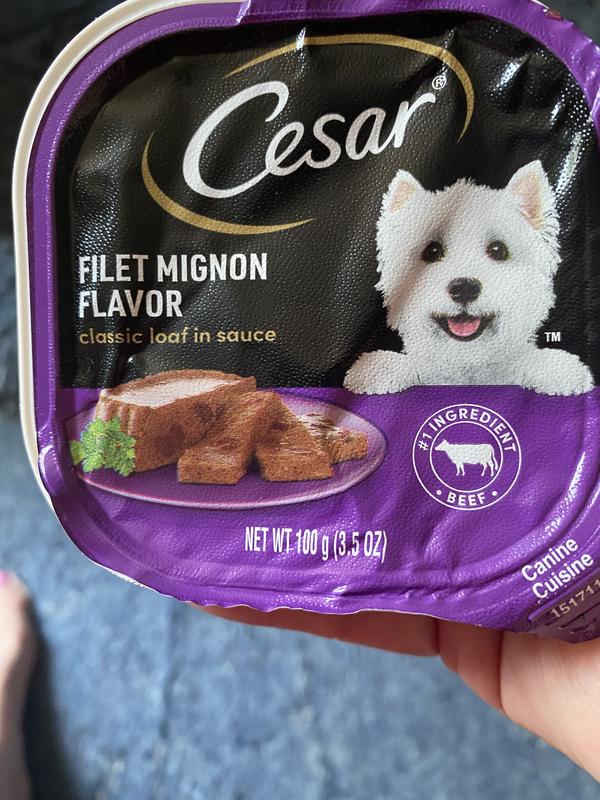 Cesar®
FILET MIGNON
FLAVOR
classic loaf in sauce
™
#1 INGREDIENT
• BEEF •
NET WT 100 g (3.5 OZ)
Canine
Cuisine